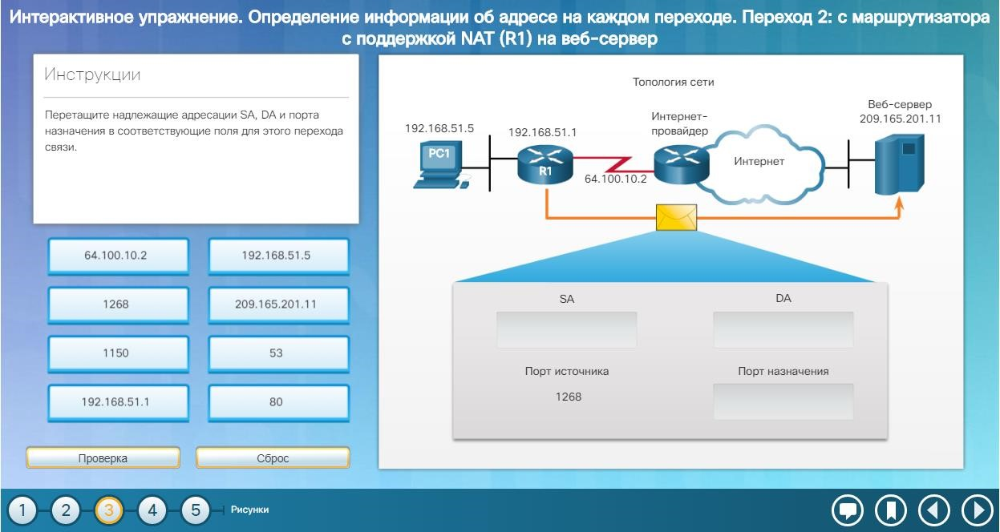 Интерактивное упражнение. Определение информации об адресе на каждом переходе. Переход 2: с маршрутизатора
с поддержкой NAT (R1) на веб-сервер
Инструкции
Перетащите надлежащие адресации SA, DA и порта
назначения в соответствующие поля для этого перехода
связи.
64.100.10.2
192.168.51.5
1268
209.165.201.11
1150
53
192.168.51.1
80
Проверка
Сброс
Топология сети
192.168.51.5
PC1
192.168.51.1
R1
64.100.10.2
Интернет-
провайдер
Интернет
Веб-сервер
209.165.201.11
SA
DA
Порт источника
Порт назначения
1268
1
2
3
4
5
Рисунки